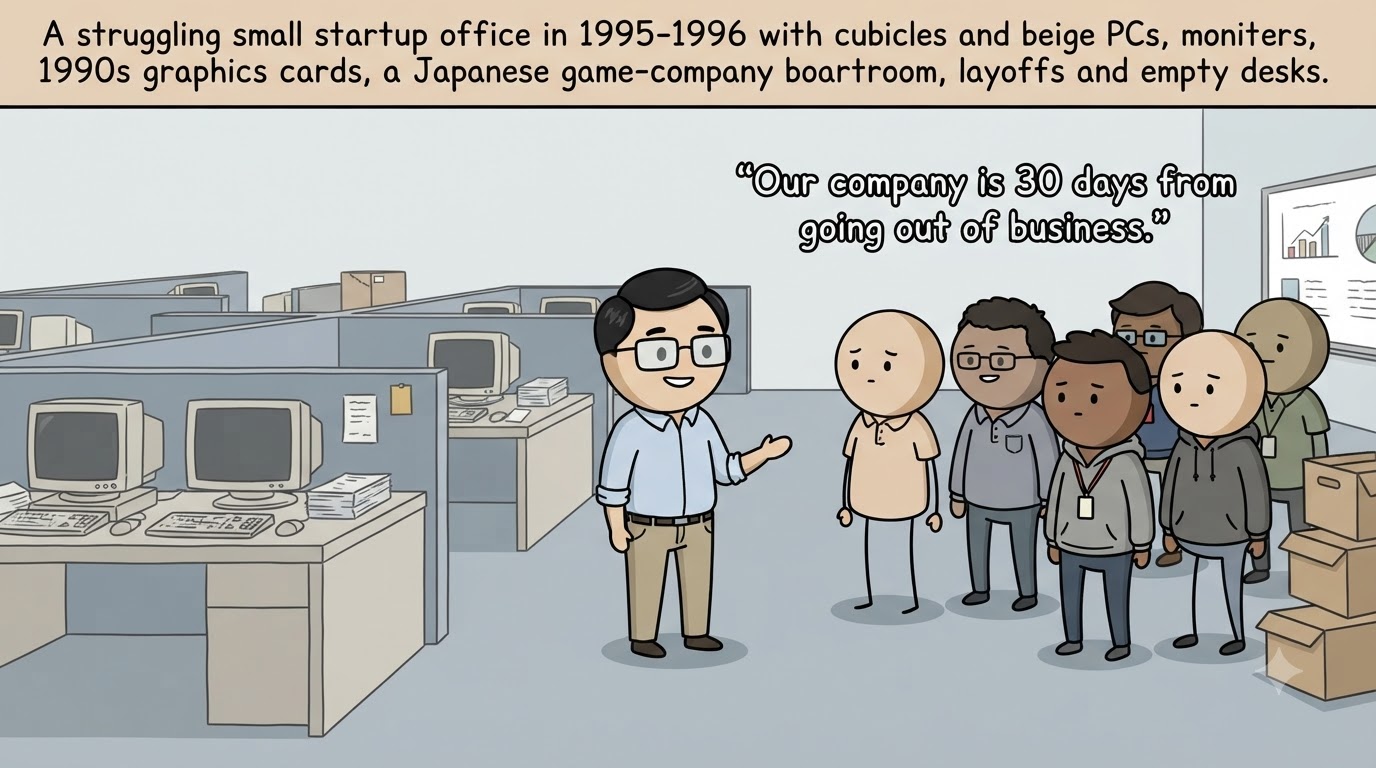 A struggling small startup office in 1995-1996 with cubicles and beige PCs, moniters,
1990s graphics cards, a Japanese game-company boartroom, layoffs and empty desks.
“Our company is 30 days from
going out of business.”